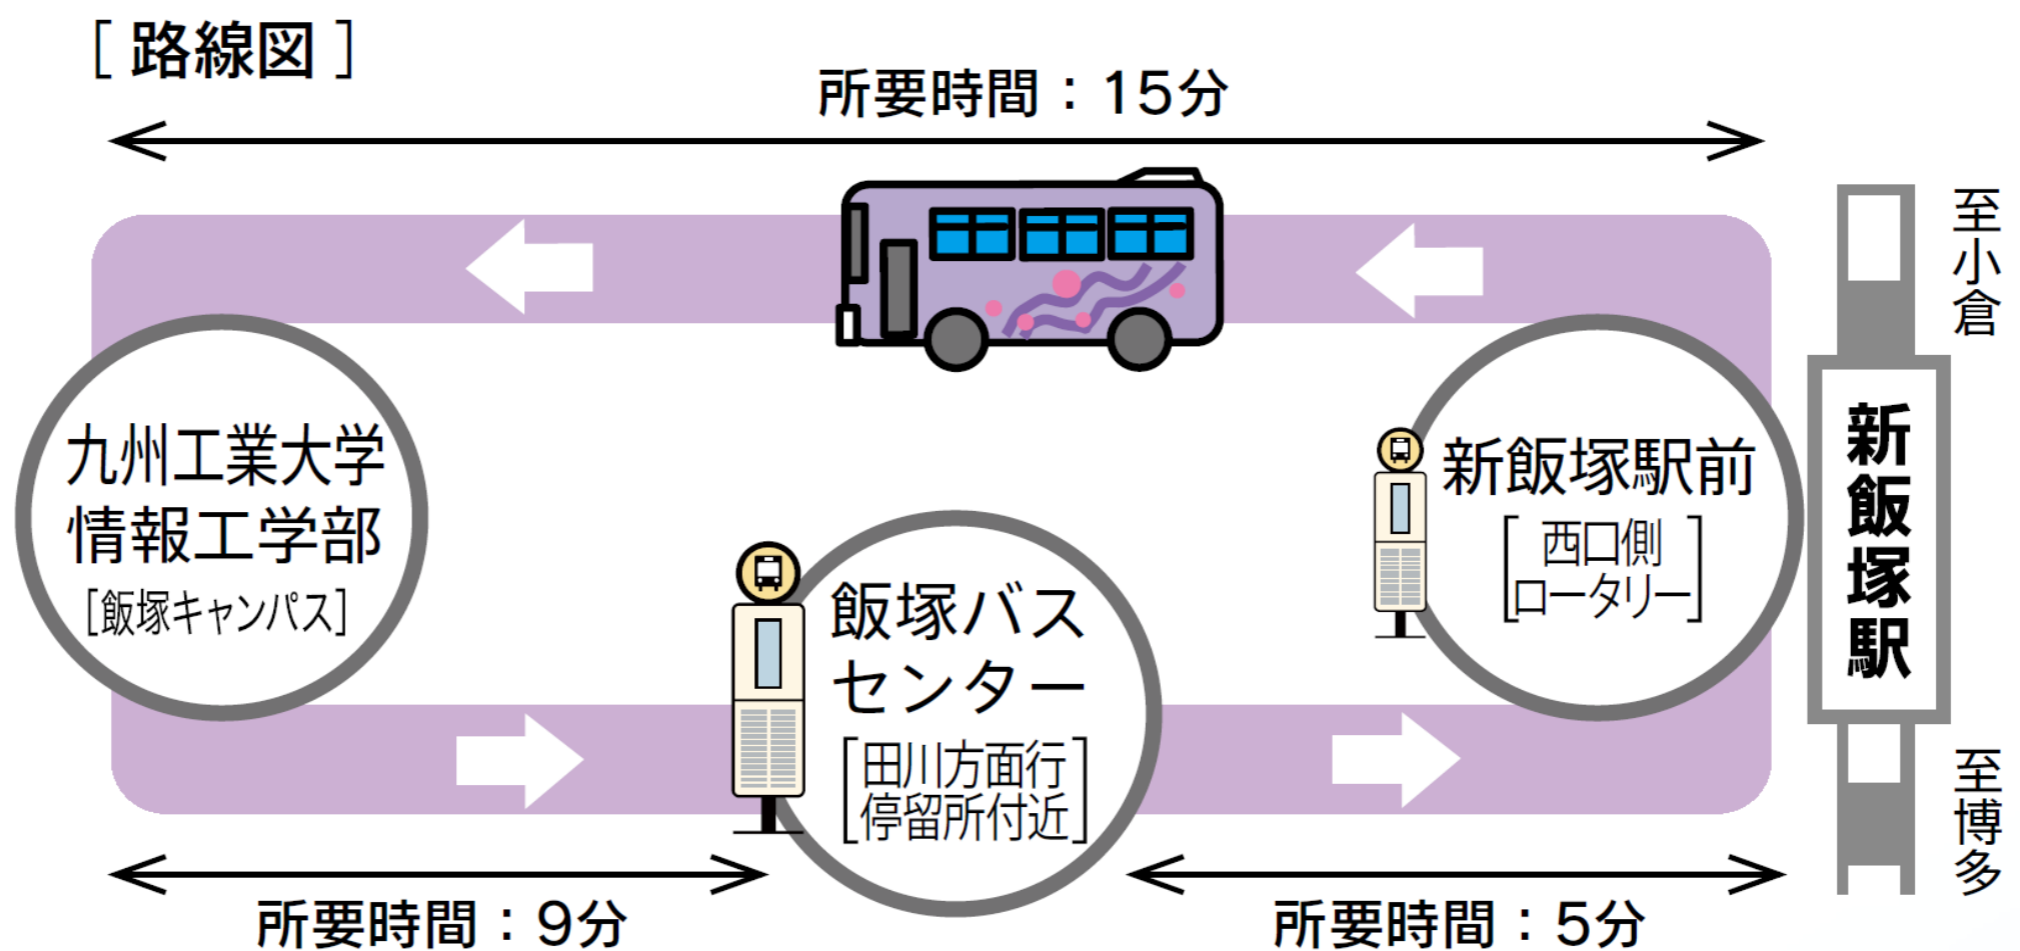 [ 路線図 ]
所要時間：15分
九州工業大学
情報工学部
[飯塚キャンパス]
飯塚バス
センター
[田川方面行
停留所付近]
新飯塚駅前
[西口側
ロータリー]
至小倉
新飯塚駅
至博多
所要時間：9分
所要時間：5分